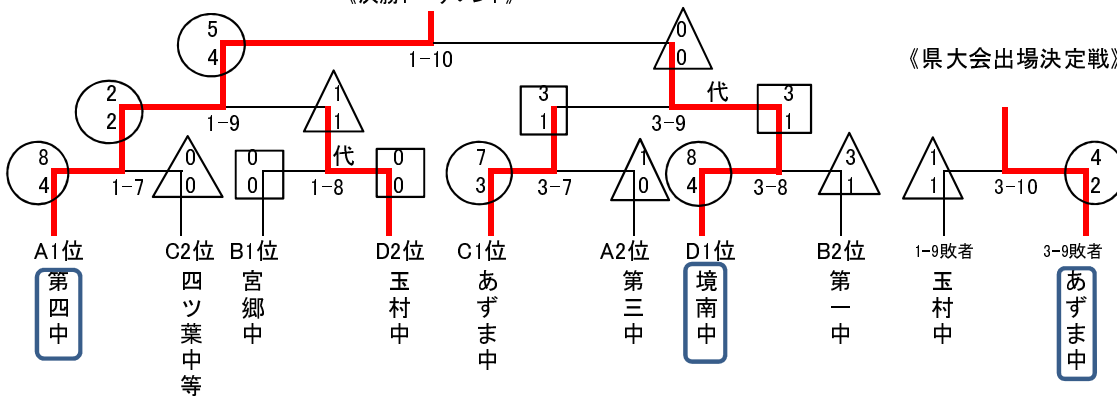 《決勝トーナメント》
5
4
0
0
1-10
《県大会出場決定戦》
2
2
1
1
3
1
代
3
1
1-9
3-9
8
4
0
0
0
0
代
0
0
7
3
1
0
8
4
3
1
1
1
4
2
1-7
1-8
3-7
3-8
3-10
A1位
C2位
B1位
D2位
C1位
A2位
D1位
B2位
1-9敗者
3-9敗者
第四中
四ツ葉中等
宮郷中
玉村中
あずま中
第三中
境南中
第一中
玉村中
あずま中